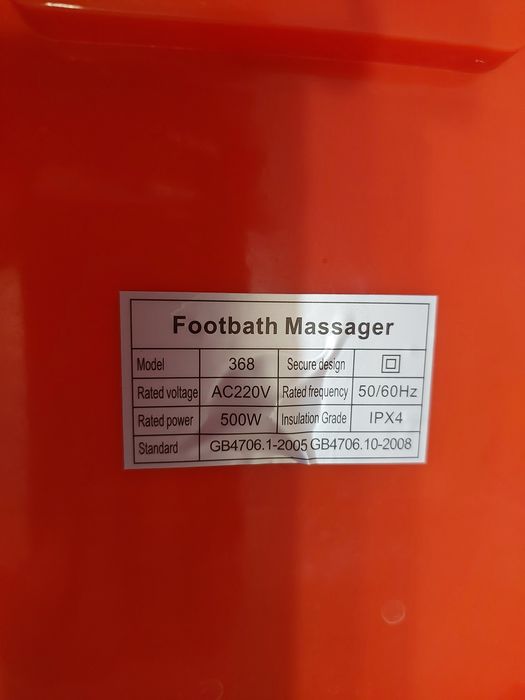 Footbath Massager
Model 368 Secure design
Rated voltage AC220V Rated frequency 50/60Hz
Rated power 500W Insulation Grade IPX4
Standard GB4706.1-2005 GB4706.10-2008